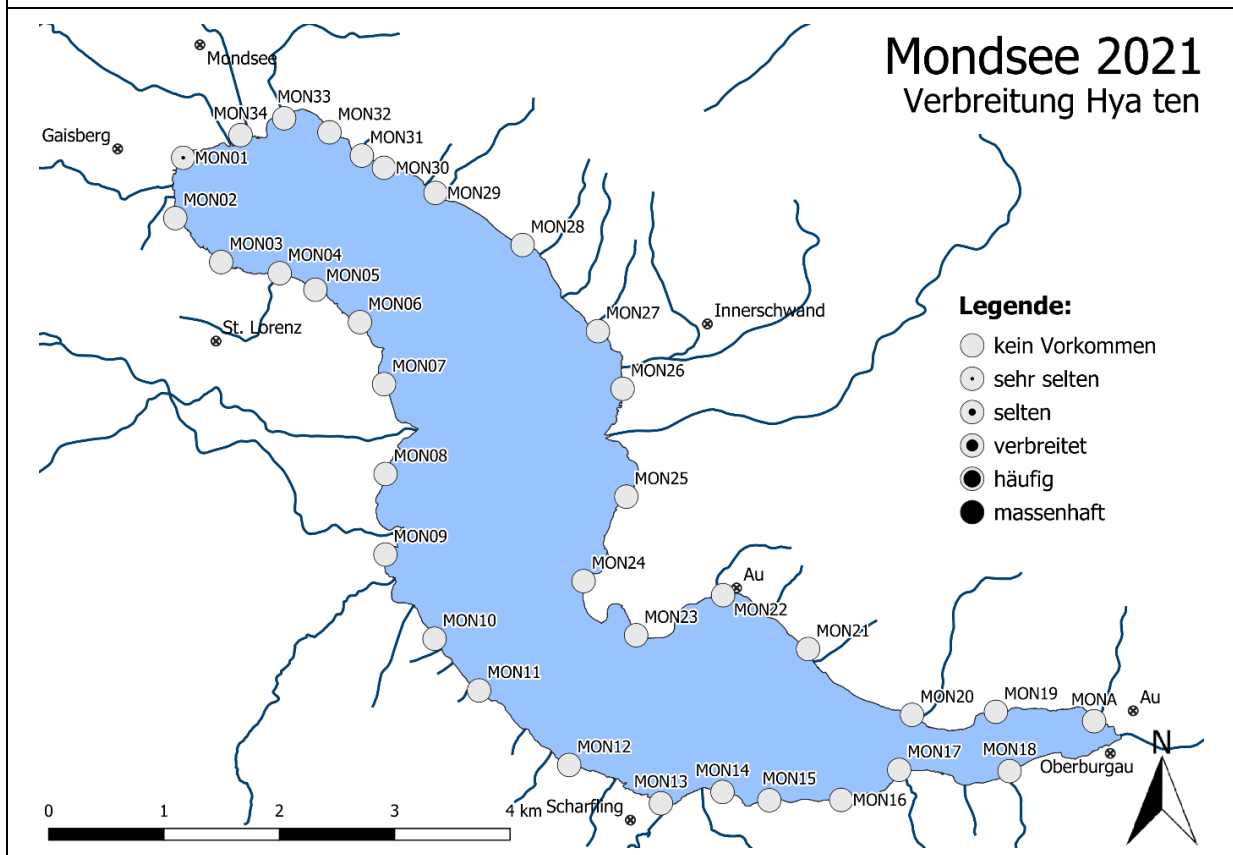 Mondsee 2021
Verbreitung Hya ten
Mondsee
MON33
MON34
MON32
Gaisberg
MON31
MON01
MON30
MON29
MON02
MON28
MON03
MON04
MON05
MON06
MON27
Innerschwand
St. Lorenz
MON07
MON26
MON08
MON25
MON09
MON24
Au
MON22
MON10
MON23
MON21
MON11
MON20
MON19
MONA
Au
MON12
MON17
MON18
N
Oberburgau
MON13
MON14
MON15
MON16
Scharfling
Legende:
kein Vorkommen
sehr selten
selten
verbreitet
häufig
massenhaft
0 1 2 3 4 km